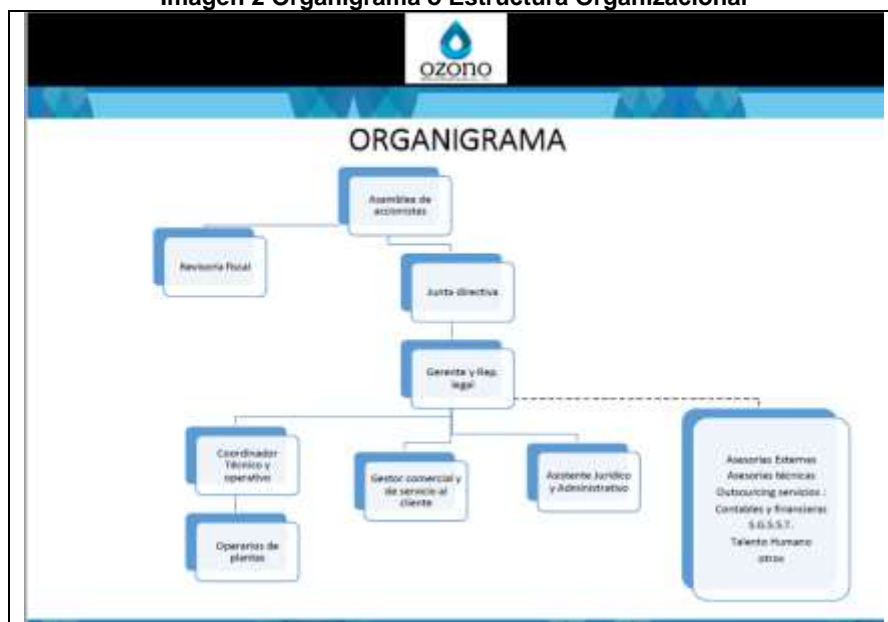 Imagen 2 Organigrama o Estructura Organizacional
ozono
ORGANIGRAMA
Asamblea de
accionistas
Revisoría fiscal
Junta directiva
Gerente y Rep.
legal
Coordinador
Técnico y
operativo
Gestor comercial y
de servicio al
cliente
Asistente Jurídico
y Administrativo
Operarios de
plantas
Asesorías Externas
Asesorías técnicas
Outsourcing servicios :
Contables y financieras
S.G.S.S.T.
Talento Humano
otros